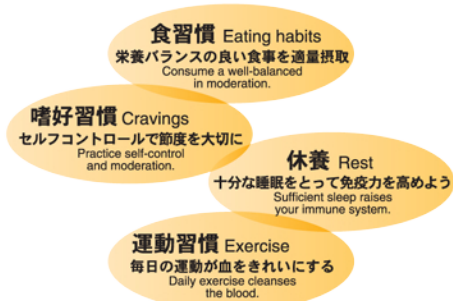 食習慣 Eating habits
栄養バランスの良い食事を適量摂取
Consume a well-balanced
in moderation.
嗜好習慣 Cravings
セルフコントロールで節度を大切に
Practice self-control
and moderation.
休養 Rest
十分な睡眠をとって免疫力を高めよう
Sufficient sleep raises
your immune system.
運動習慣 Exercise
毎日の運動が血をきれいにする
Daily exercise cleanses
the blood.